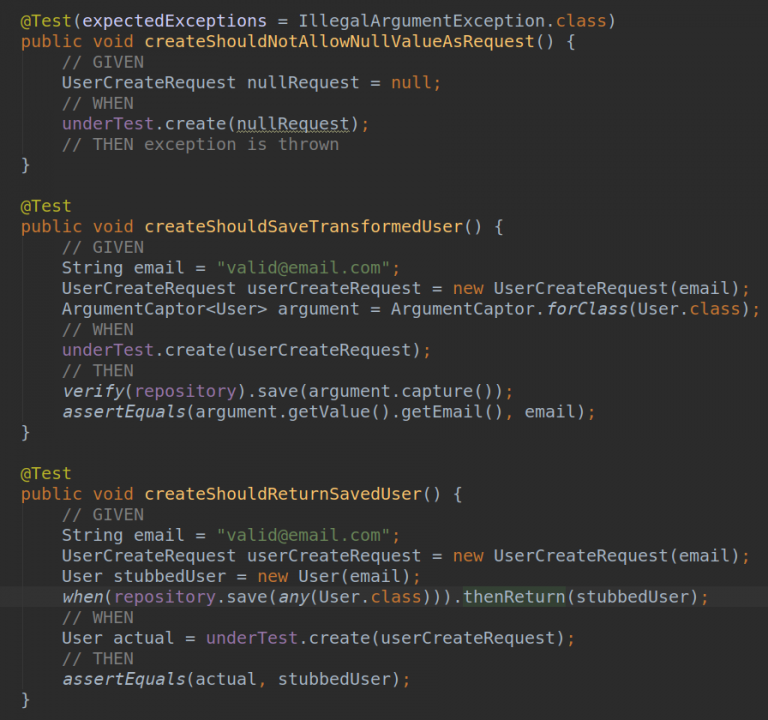 @Test(expectedExceptions = IllegalArgumentException.class)
public void createShouldNotAllowNullValueAsRequest() {
// GIVEN
UserCreateRequest nullRequest = null;
// WHEN
underTest.create(nullRequest);
// THEN exception is thrown
}
@Test
public void createShouldSaveTransformedUser() {
// GIVEN
String email = "valid@email.com";
UserCreateRequest userCreateRequest = new UserCreateRequest(email);
ArgumentCaptor<User> argument = ArgumentCaptor.forClass(User.class);
// WHEN
underTest.create(userCreateRequest);
// THEN
verify(repository).save(argument.capture());
assertEquals(argument.getValue().getEmail(), email);
}
@Test
public void createShouldReturnSavedUser() {
// GIVEN
String email = "valid@email.com";
UserCreateRequest userCreateRequest = new UserCreateRequest(email);
User stubbedUser = new User(email);
when(repository.save(any(User.class))).thenReturn(stubbedUser);
// WHEN
User actual = underTest.create(userCreateRequest);
// THEN
assertEquals(actual, stubbedUser);
}